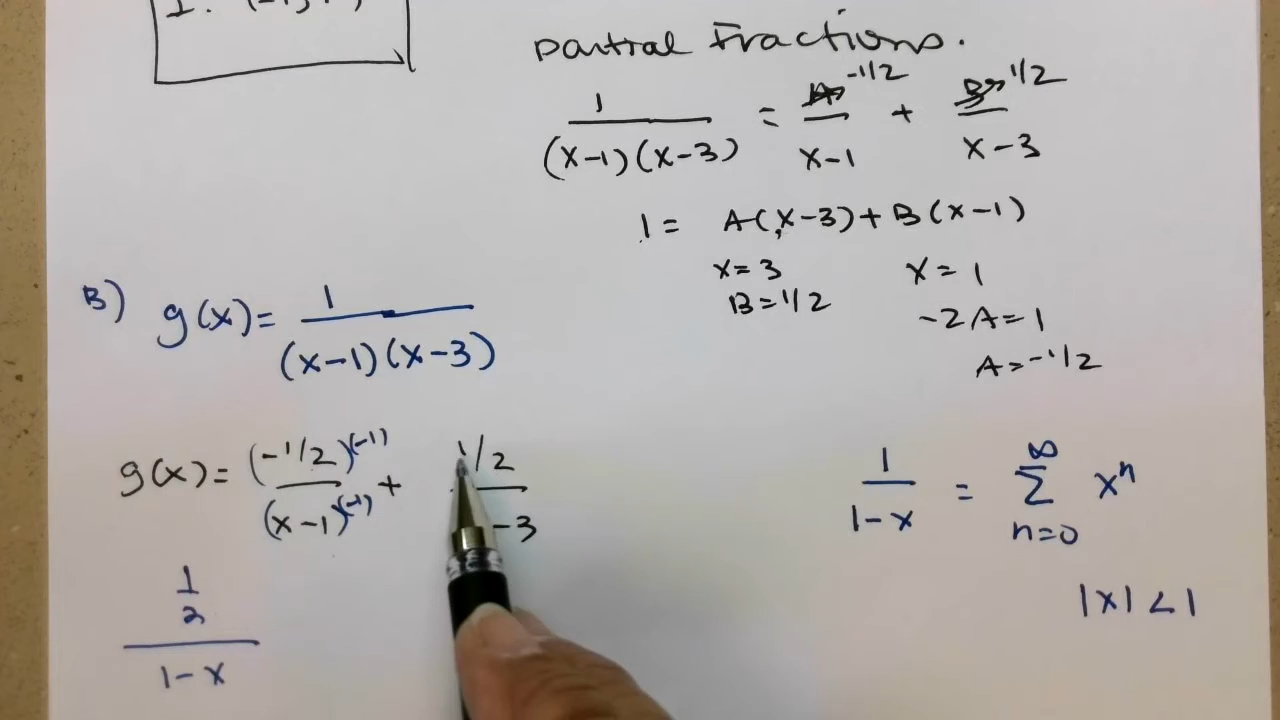 Partial Fractions.
1/((x-1)(x-3)) = -1/2/(x-1) + 1/2/(x-3)
1 = A(x-3) + B(x-1)
x=3 x=1
B=1/2 -2A=1
A=-1/2
B) g(x)= 1/((x-1)(x-3))
g(x)= (-1/2)(-1)/(x-1)(-1) + 1/2/ -3
1/(1-x) = ∞ Σ n=0 xⁿ
|x|<1
1/2/(1-x)